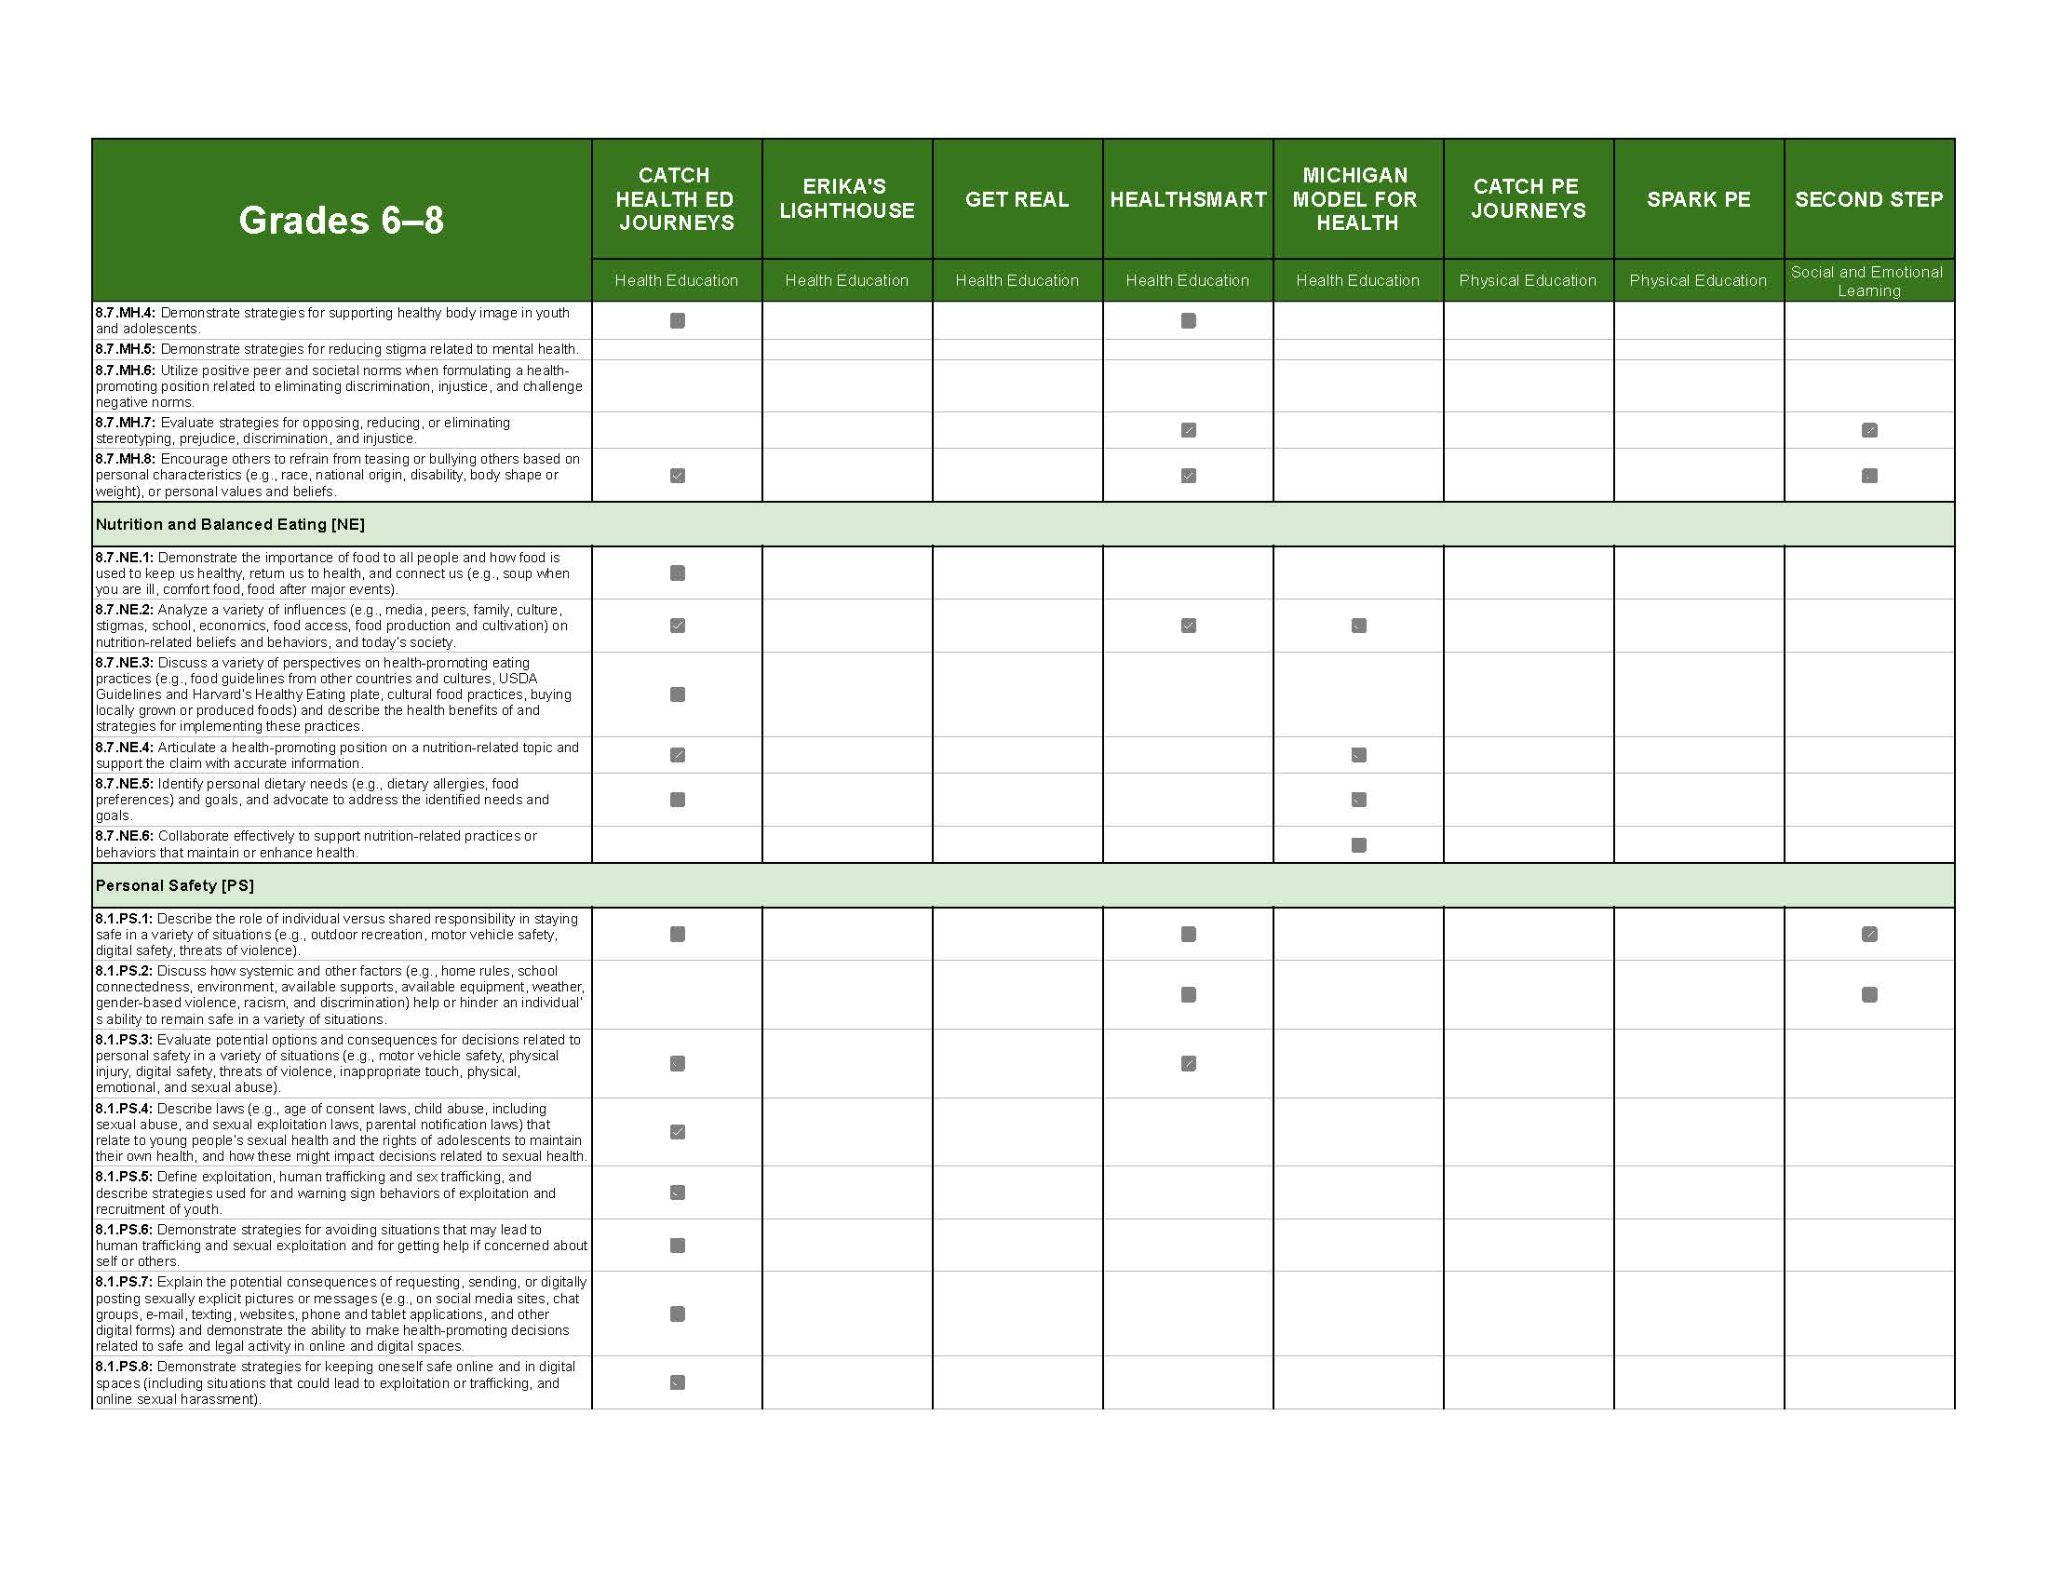 Grades 6–8
CATCH
HEALTH ED
JOURNEYS
ERIKA'S
LIGHTHOUSE
GET REAL
HEALTHSMART
MICHIGAN
MODEL FOR
HEALTH
CATCH PE
JOURNEYS
SPARK PE
SECOND STEP
Health Education
Health Education
Health Education
Health Education
Health Education
Physical Education
Physical Education
Social and Emotional
Learning
8.7.MH.4: Demonstrate strategies for supporting healthy body image in youth
and adolescents.
8.7.MH.5: Demonstrate strategies for reducing stigma related to mental health.
8.7.MH.6: Utilize positive peer and societal norms when formulating a health-
promoting position related to eliminating discrimination, injustice, and challenge
negative norms.
8.7.MH.7: Evaluate strategies for opposing, reducing, or eliminating
stereotyping, prejudice, discrimination, and injustice.
8.7.MH.8: Encourage others to refrain from teasing or bullying others based on
personal characteristics (e.g., race, national origin, disability, body shape or
weight), or personal values and beliefs.
Nutrition and Balanced Eating [NE]
8.7.NE.1: Demonstrate the importance of food to all people and how food is
used to keep us healthy, return us to health, and connect us (e.g., soup when
you are ill, comfort food, food after major events).
8.7.NE.2: Analyze a variety of influences (e.g., media, peers, family, culture,
stigmas, school, economics, food access, food production and cultivation) on
nutrition-related beliefs and behaviors, and today's society.
8.7.NE.3: Discuss a variety of perspectives on health-promoting eating
practices (e.g., food guidelines from other countries and cultures, USDA
Guidelines and Harvard's Healthy Eating plate, cultural food practices, buying
locally grown or produced foods) and describe the health benefits of and
strategies for implementing these practices.
8.7.NE.4: Articulate a health-promoting position on a nutrition-related topic and
support the claim with accurate information.
8.7.NE.5: Identify personal dietary needs (e.g., dietary allergies, food
preferences) and goals, and advocate to address the identified needs and
goals.
8.7.NE.6: Collaborate effectively to support nutrition-related practices or
behaviors that maintain or enhance health.
Personal Safety [PS]
8.1.PS.1: Describe the role of individual versus shared responsibility in staying
safe in a variety of situations (e.g., outdoor recreation, motor vehicle safety,
digital safety, threats of violence).
8.1.PS.2: Discuss how systemic and other factors (e.g., home rules, school
connectedness, environment, available supports, available equipment, weather,
gender-based violence, racism, and discrimination) help or hinder an individual'
s ability to remain safe in a variety of situations.
8.1.PS.3: Evaluate potential options and consequences for decisions related to
personal safety in a variety of situations (e.g., motor vehicle safety, physical
injury, digital safety, threats of violence, inappropriate touch, physical,
emotional, and sexual abuse).
8.1.PS.4: Describe laws (e.g., age of consent laws, child abuse, including
sexual abuse, and sexual exploitation laws, parental notification laws) that
relate to young people's sexual health and the rights of adolescents to maintain
their own health, and how these might impact decisions related to sexual health.
8.1.PS.5: Define exploitation, human trafficking and sex trafficking, and
describe strategies used for and warning sign behaviors of exploitation and
recruitment of youth.
8.1.PS.6: Demonstrate strategies for avoiding situations that may lead to
human trafficking and sexual exploitation and for getting help if concerned about
self or others.
8.1.PS.7: Explain the potential consequences of requesting, sending, or digitally
posting sexually explicit pictures or messages (e.g., on social media sites, chat
groups, e-mail, texting, websites, phone and tablet applications, and other
digital forms) and demonstrate the ability to make health-promoting decisions
related to safe and legal activity in online and digital spaces.
8.1.PS.8: Demonstrate strategies for keeping oneself safe online and in digital
spaces (including situations that could lead to exploitation or trafficking, and
online sexual harassment).